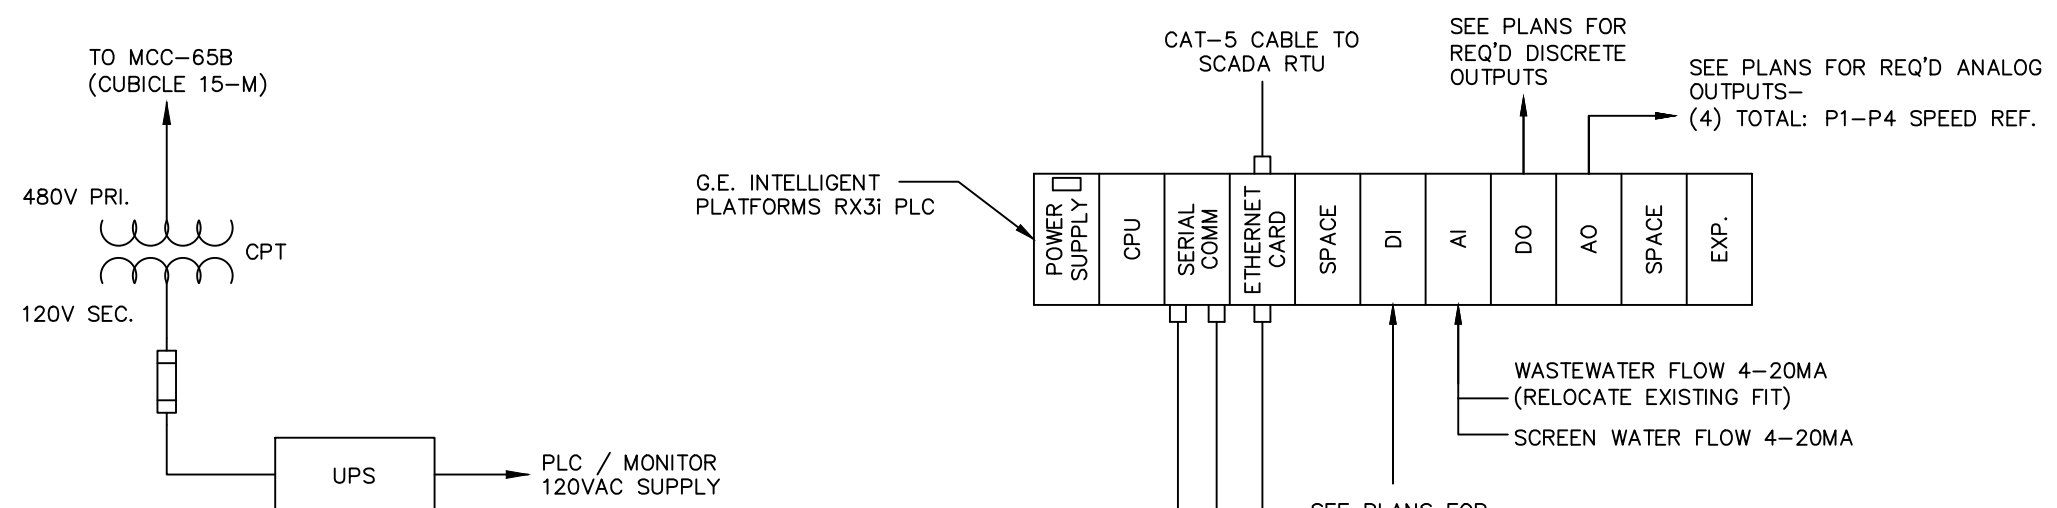 TO MCC-65B
(CUBICLE 15-M)
480V PRI.
CPT
120V SEC.
UPS
PLC / MONITOR
120VAC SUPPLY
G.E. INTELLIGENT
PLATFORMS RX3i PLC
CAT-5 CABLE TO
SCADA RTU
SEE PLANS FOR
REQ'D DISCRETE
OUTPUTS
SEE PLANS FOR REQ'D ANALOG
OUTPUTS-
(4) TOTAL: P1-P4 SPEED REF.
POWER
SUPPLY
CPU
SERIAL
COMM
ETHERNET
CARD
SPACE
DI
AI
DO
AO
SPACE
EXP.
WASTEWATER FLOW 4-20MA
(RELOCATE EXISTING FIT)
SCREEN WATER FLOW 4-20MA
SEE PLANS FOR